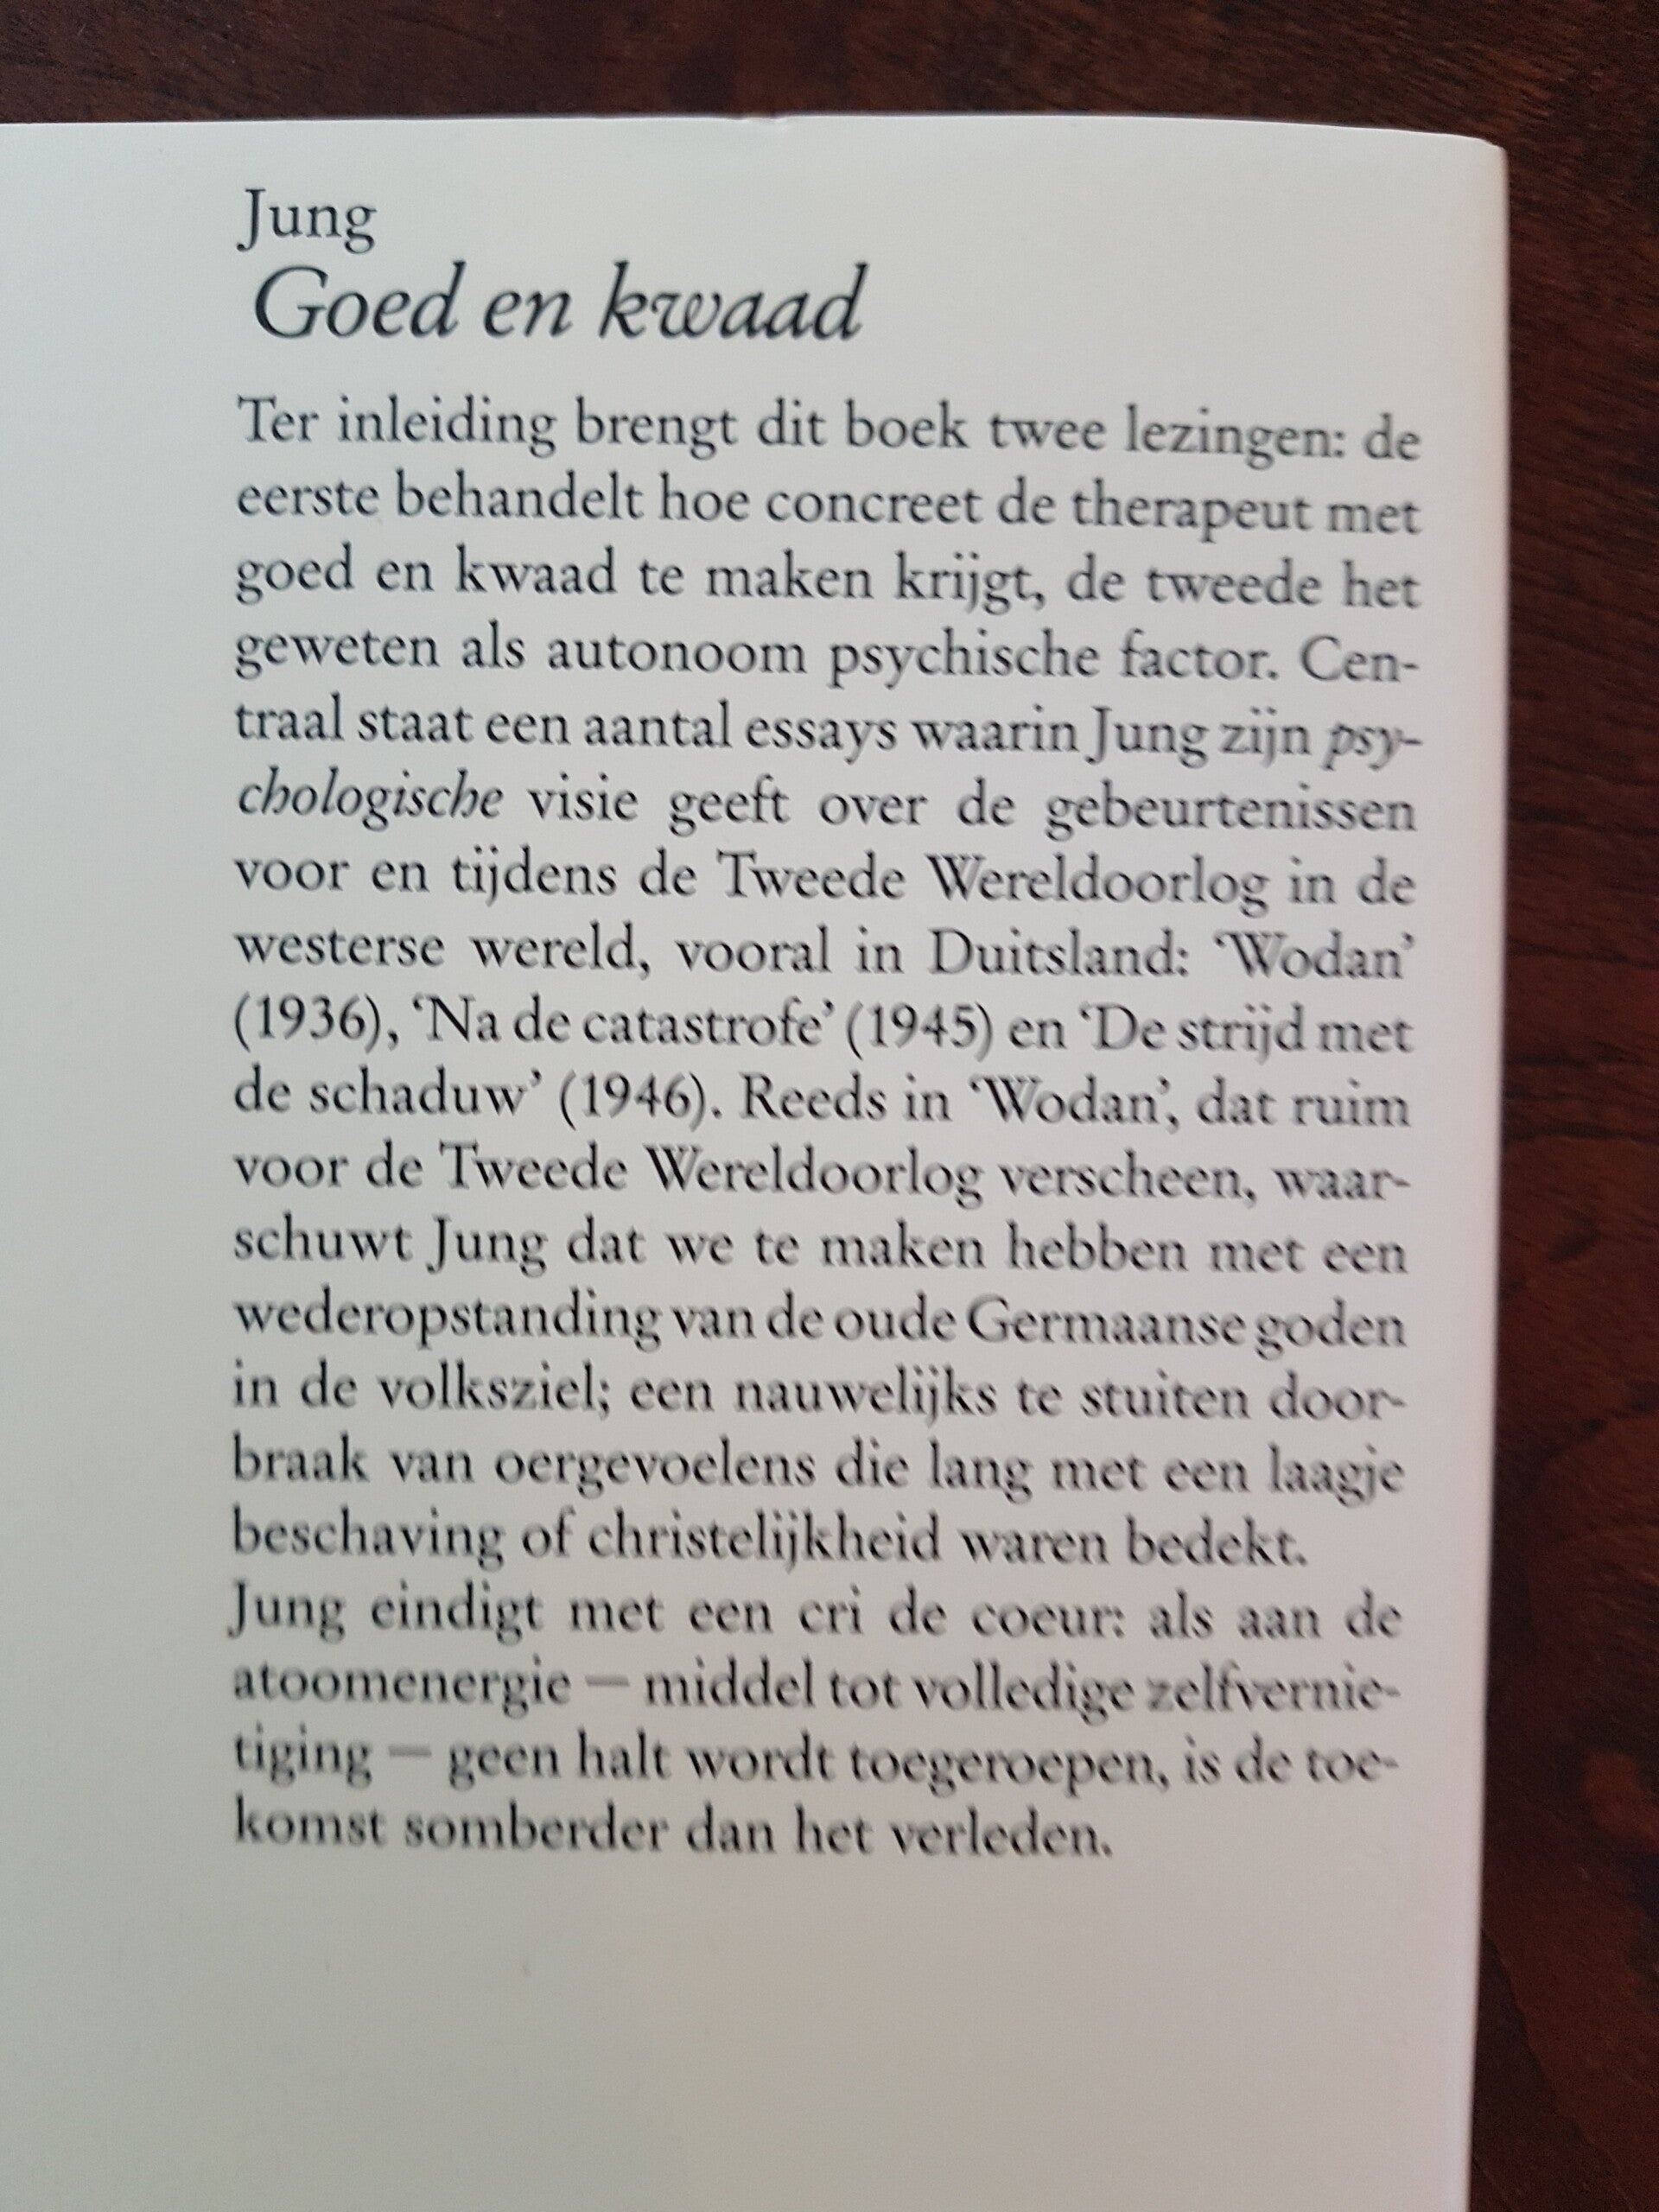 Jung
Goed en kwaad
Ter inleiding brengt dit boek twee lezingen: de
eerste behandelt hoe concreet de therapeut met
goed en kwaad te maken krijgt, de tweede het
geweten als autonoom psychische factor. Cen-
traal staat een aantal essays waarin Jung zijn psy-
chologische visie geeft over de gebeurtenissen
voor en tijdens de Tweede Wereldoorlog in de
westerse wereld, vooral in Duitsland: ‘Wodan’
(1936), ‘Na de catastrofe’ (1945) en ‘De strijd met
de schaduw’ (1946). Reeds in ‘Wodan’, dat ruim
voor de Tweede Wereldoorlog verscheen, waar-
schuwt Jung dat we te maken hebben met een
wederopstanding van de oude Germaanse goden
in de volksziel; een nauwelijks te stuiten door-
braak van oergevoelens die lang met een laagje
beschaving of christelijkheid waren bedekt.
Jung eindigt met een cri de coeur: als aan de
atoomenergie — middel tot volledige zelfvernie-
tiging — geen halt wordt toegeroepen, is de toe-
komst somberder dan het verleden.